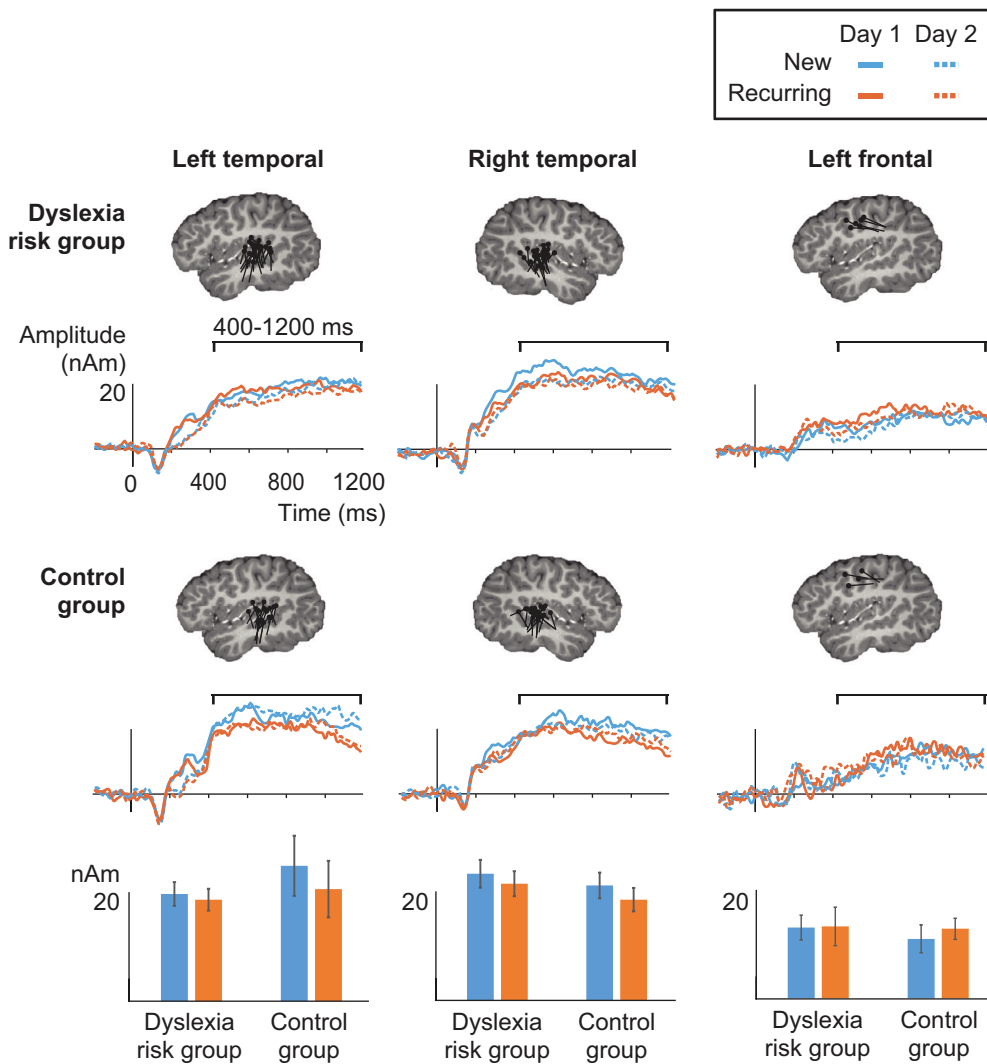 Day 1 Day 2
New
Recurring
Left temporal
Right temporal
Left frontal
Dyslexia
risk group
Amplitude
(nAm)
400-1200 ms
20
0
400
800
1200
Time (ms)
Control
group
nAm
20
20
20
Dyslexia
risk group
Control
group
Dyslexia
risk group
Control
group
Dyslexia
risk group
Control
group